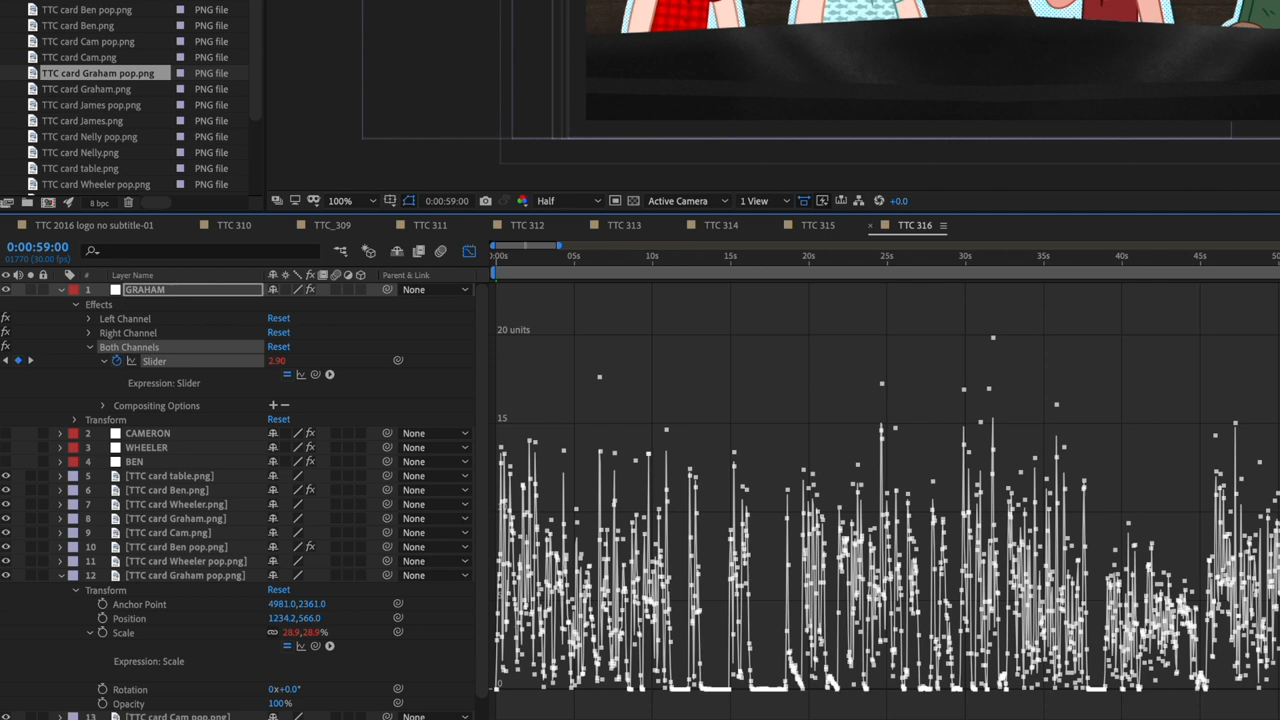 TTC card Ben pop.png PNG file
TTC card Ben.png PNG file
TTC card Cam pop.png PNG file
TTC card Cam.png PNG file
TTC card Graham pop.png PNG file
TTC card Graham.png PNG file
TTC card James pop.png PNG file
TTC card James.png PNG file
TTC card Nelly pop.png PNG file
TTC card Nelly.png PNG file
TTC card table.png PNG file
TTC card Wheeler pop.png PNG file
8 bpc
100% 0:00:59:00 Half Active Camera 1 View +0.0
TTC 2016 logo no subtitle-01 TTC 310 TTC_309 TTC 311 TTC 312 TTC 313 TTC 314 TTC 315 × TTC 316
0:00:59:00
01770 (30.00 fps)
# Layer Name Parent & Link
:00s 05s 10s 15s 20s 25s 30s 35s 40s 45s 50
1 GRAHAM None
Effects
Left Channel Reset
Right Channel Reset
Both Channels Reset
Slider 2.90
Expression: Slider
Compositing Options
Transform Reset
2 CAMERON None
3 WHEELER None
4 BEN None
5 [TTC card table.png] None
6 [TTC card Ben.png] None
7 [TTC card Wheeler.png] None
8 [TTC card Graham.png] None
9 [TTC card Cam.png] None
10 [TTC card Ben pop.png] None
11 [TTC card Wheeler pop.png] None
12 [TTC card Graham pop.png] None
Transform Reset
Anchor Point 4981.0,2361.0
Position 1234.2,566.0
Scale 28.9,28.9%
Expression: Scale
Rotation 0x+0.0°
Opacity 100%
13 [TTC card Cam pop.png] None
20 units
15
0